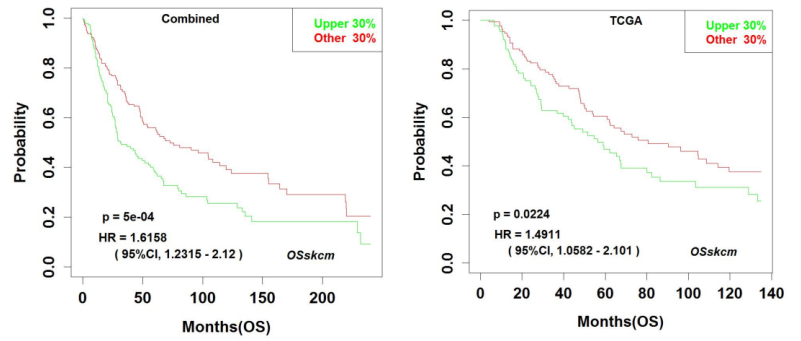 Combined
Upper 30%
Other 30%
Probability
1.0
0.8
0.6
0.4
0.2
0.0
p = 5e-04
HR = 1.6158
( 95%CI, 1.2315 - 2.12 )
OSskcm
0 50 100 150 200
Months(OS)
TCGA
Upper 30%
Other 30%
Probability
1.0
0.8
0.6
0.4
0.2
0.0
p = 0.0224
HR = 1.4911
( 95%CI, 1.0582 - 2.101 )
OSskcm
0 20 40 60 80 100 120 140
Months(OS)